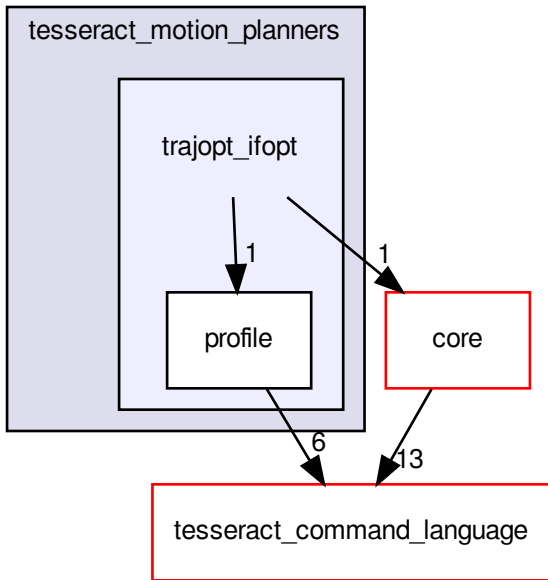 tesseract_motion_planners
trajopt_ifopt
1
1
profile
core
6
13
tesseract_command_language